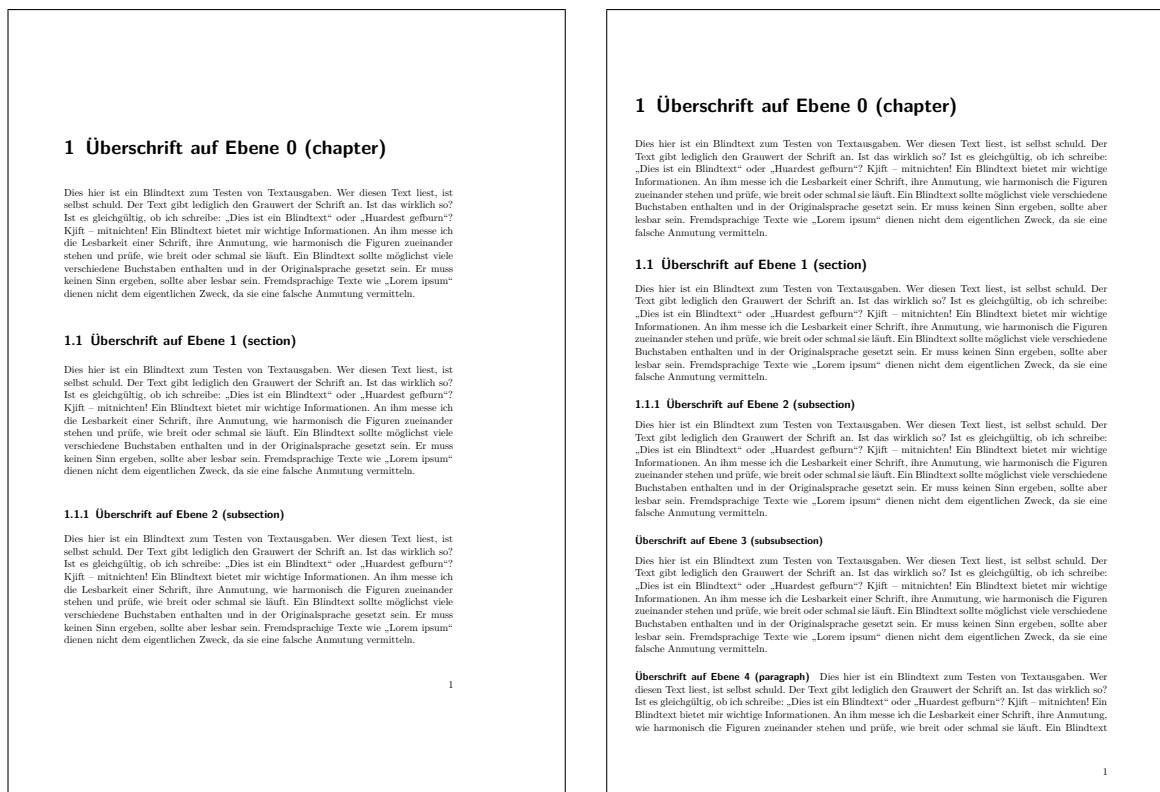 1 Überschrift auf Ebene 0 (chapter)
Dies hier ist ein Blindtext zum Testen von Textausgaben. Wer diesen Text liest, ist
selbst schuld. Der Text gibt lediglich den Grauwert der Schrift an. Ist das wirklich so?
Ist es gleichgültig, ob ich schreibe: „Dies ist ein Blindtext“ oder „Huardest gefburn“?
Kjift – mitnichten! Ein Blindtext bietet mir wichtige Informationen. An ihm messe ich
die Lesbarkeit einer Schrift, ihre Anmutung, wie harmonisch die Figuren zueinander
stehen und prüfe, wie breit oder schmal sie läuft. Ein Blindtext sollte möglichst viele
verschiedene Buchstaben enthalten und in der Originalsprache gesetzt sein. Er muss
keinen Sinn ergeben, sollte aber lesbar sein. Fremdsprachige Texte wie „Lorem ipsum“
dienen nicht dem eigentlichen Zweck, da sie eine falsche Anmutung vermitteln.
1.1 Überschrift auf Ebene 1 (section)
Dies hier ist ein Blindtext zum Testen von Textausgaben. Wer diesen Text liest, ist
selbst schuld. Der Text gibt lediglich den Grauwert der Schrift an. Ist das wirklich so?
Ist es gleichgültig, ob ich schreibe: „Dies ist ein Blindtext“ oder „Huardest gefburn“?
Kjift – mitnichten! Ein Blindtext bietet mir wichtige Informationen. An ihm messe ich
die Lesbarkeit einer Schrift, ihre Anmutung, wie harmonisch die Figuren zueinander
stehen und prüfe, wie breit oder schmal sie läuft. Ein Blindtext sollte möglichst viele
verschiedene Buchstaben enthalten und in der Originalsprache gesetzt sein. Er muss
keinen Sinn ergeben, sollte aber lesbar sein. Fremdsprachige Texte wie „Lorem ipsum“
dienen nicht dem eigentlichen Zweck, da sie eine falsche Anmutung vermitteln.
1.1.1 Überschrift auf Ebene 2 (subsection)
Dies hier ist ein Blindtext zum Testen von Textausgaben. Wer diesen Text liest, ist
selbst schuld. Der Text gibt lediglich den Grauwert der Schrift an. Ist das wirklich so?
Ist es gleichgültig, ob ich schreibe: „Dies ist ein Blindtext“ oder „Huardest gefburn“?
Kjift – mitnichten! Ein Blindtext bietet mir wichtige Informationen. An ihm messe ich
die Lesbarkeit einer Schrift, ihre Anmutung, wie harmonisch die Figuren zueinander
stehen und prüfe, wie breit oder schmal sie läuft. Ein Blindtext sollte möglichst viele
verschiedene Buchstaben enthalten und in der Originalsprache gesetzt sein. Er muss
keinen Sinn ergeben, sollte aber lesbar sein. Fremdsprachige Texte wie „Lorem ipsum“
dienen nicht dem eigentlichen Zweck, da sie eine falsche Anmutung vermitteln.
1
1 Überschrift auf Ebene 0 (chapter)
Dies hier ist ein Blindtext zum Testen von Textausgaben. Wer diesen Text liest, ist selbst schuld. Der
Text gibt lediglich den Grauwert der Schrift an. Ist das wirklich so? Ist es gleichgültig, ob ich schreibe:
„Dies ist ein Blindtext“ oder „Huardest gefburn“? Kjift – mitnichten! Ein Blindtext bietet mir wichtige
Informationen. An ihm messe ich die Lesbarkeit einer Schrift, ihre Anmutung, wie harmonisch die Figuren
zueinander stehen und prüfe, wie breit oder schmal sie läuft. Ein Blindtext sollte möglichst viele verschiedene
Buchstaben enthalten und in der Originalsprache gesetzt sein. Er muss keinen Sinn ergeben, sollte aber
lesbar sein. Fremdsprachige Texte wie „Lorem ipsum“ dienen nicht dem eigentlichen Zweck, da sie eine
falsche Anmutung vermitteln.
1.1 Überschrift auf Ebene 1 (section)
Dies hier ist ein Blindtext zum Testen von Textausgaben. Wer diesen Text liest, ist selbst schuld. Der
Text gibt lediglich den Grauwert der Schrift an. Ist das wirklich so? Ist es gleichgültig, ob ich schreibe:
„Dies ist ein Blindtext“ oder „Huardest gefburn“? Kjift – mitnichten! Ein Blindtext bietet mir wichtige
Informationen. An ihm messe ich die Lesbarkeit einer Schrift, ihre Anmutung, wie harmonisch die Figuren
zueinander stehen und prüfe, wie breit oder schmal sie läuft. Ein Blindtext sollte möglichst viele verschiedene
Buchstaben enthalten und in der Originalsprache gesetzt sein. Er muss keinen Sinn ergeben, sollte aber
lesbar sein. Fremdsprachige Texte wie „Lorem ipsum“ dienen nicht dem eigentlichen Zweck, da sie eine
falsche Anmutung vermitteln.
1.1.1 Überschrift auf Ebene 2 (subsection)
Dies hier ist ein Blindtext zum Testen von Textausgaben. Wer diesen Text liest, ist selbst schuld. Der
Text gibt lediglich den Grauwert der Schrift an. Ist das wirklich so? Ist es gleichgültig, ob ich schreibe:
„Dies ist ein Blindtext“ oder „Huardest gefburn“? Kjift – mitnichten! Ein Blindtext bietet mir wichtige
Informationen. An ihm messe ich die Lesbarkeit einer Schrift, ihre Anmutung, wie harmonisch die Figuren
zueinander stehen und prüfe, wie breit oder schmal sie läuft. Ein Blindtext sollte möglichst viele verschiedene
Buchstaben enthalten und in der Originalsprache gesetzt sein. Er muss keinen Sinn ergeben, sollte aber
lesbar sein. Fremdsprachige Texte wie „Lorem ipsum“ dienen nicht dem eigentlichen Zweck, da sie eine
falsche Anmutung vermitteln.
Überschrift auf Ebene 3 (subsubsection)
Dies hier ist ein Blindtext zum Testen von Textausgaben. Wer diesen Text liest, ist selbst schuld. Der
Text gibt lediglich den Grauwert der Schrift an. Ist das wirklich so? Ist es gleichgültig, ob ich schreibe:
„Dies ist ein Blindtext“ oder „Huardest gefburn“? Kjift – mitnichten! Ein Blindtext bietet mir wichtige
Informationen. An ihm messe ich die Lesbarkeit einer Schrift, ihre Anmutung, wie harmonisch die Figuren
zueinander stehen und prüfe, wie breit oder schmal sie läuft. Ein Blindtext sollte möglichst viele verschiedene
Buchstaben enthalten und in der Originalsprache gesetzt sein. Er muss keinen Sinn ergeben, sollte aber
lesbar sein. Fremdsprachige Texte wie „Lorem ipsum“ dienen nicht dem eigentlichen Zweck, da sie eine
falsche Anmutung vermitteln.
Überschrift auf Ebene 4 (paragraph) Dies hier ist ein Blindtext zum Testen von Textausgaben. Wer
diesen Text liest, ist selbst schuld. Der Text gibt lediglich den Grauwert der Schrift an. Ist das wirklich so?
Ist es gleichgültig, ob ich schreibe: „Dies ist ein Blindtext“ oder „Huardest gefburn“? Kjift – mitnichten! Ein
Blindtext bietet mir wichtige Informationen. An ihm messe ich die Lesbarkeit einer Schrift, ihre Anmutung,
wie harmonisch die Figuren zueinander stehen und prüfe, wie breit oder schmal sie läuft. Ein Blindtext
1